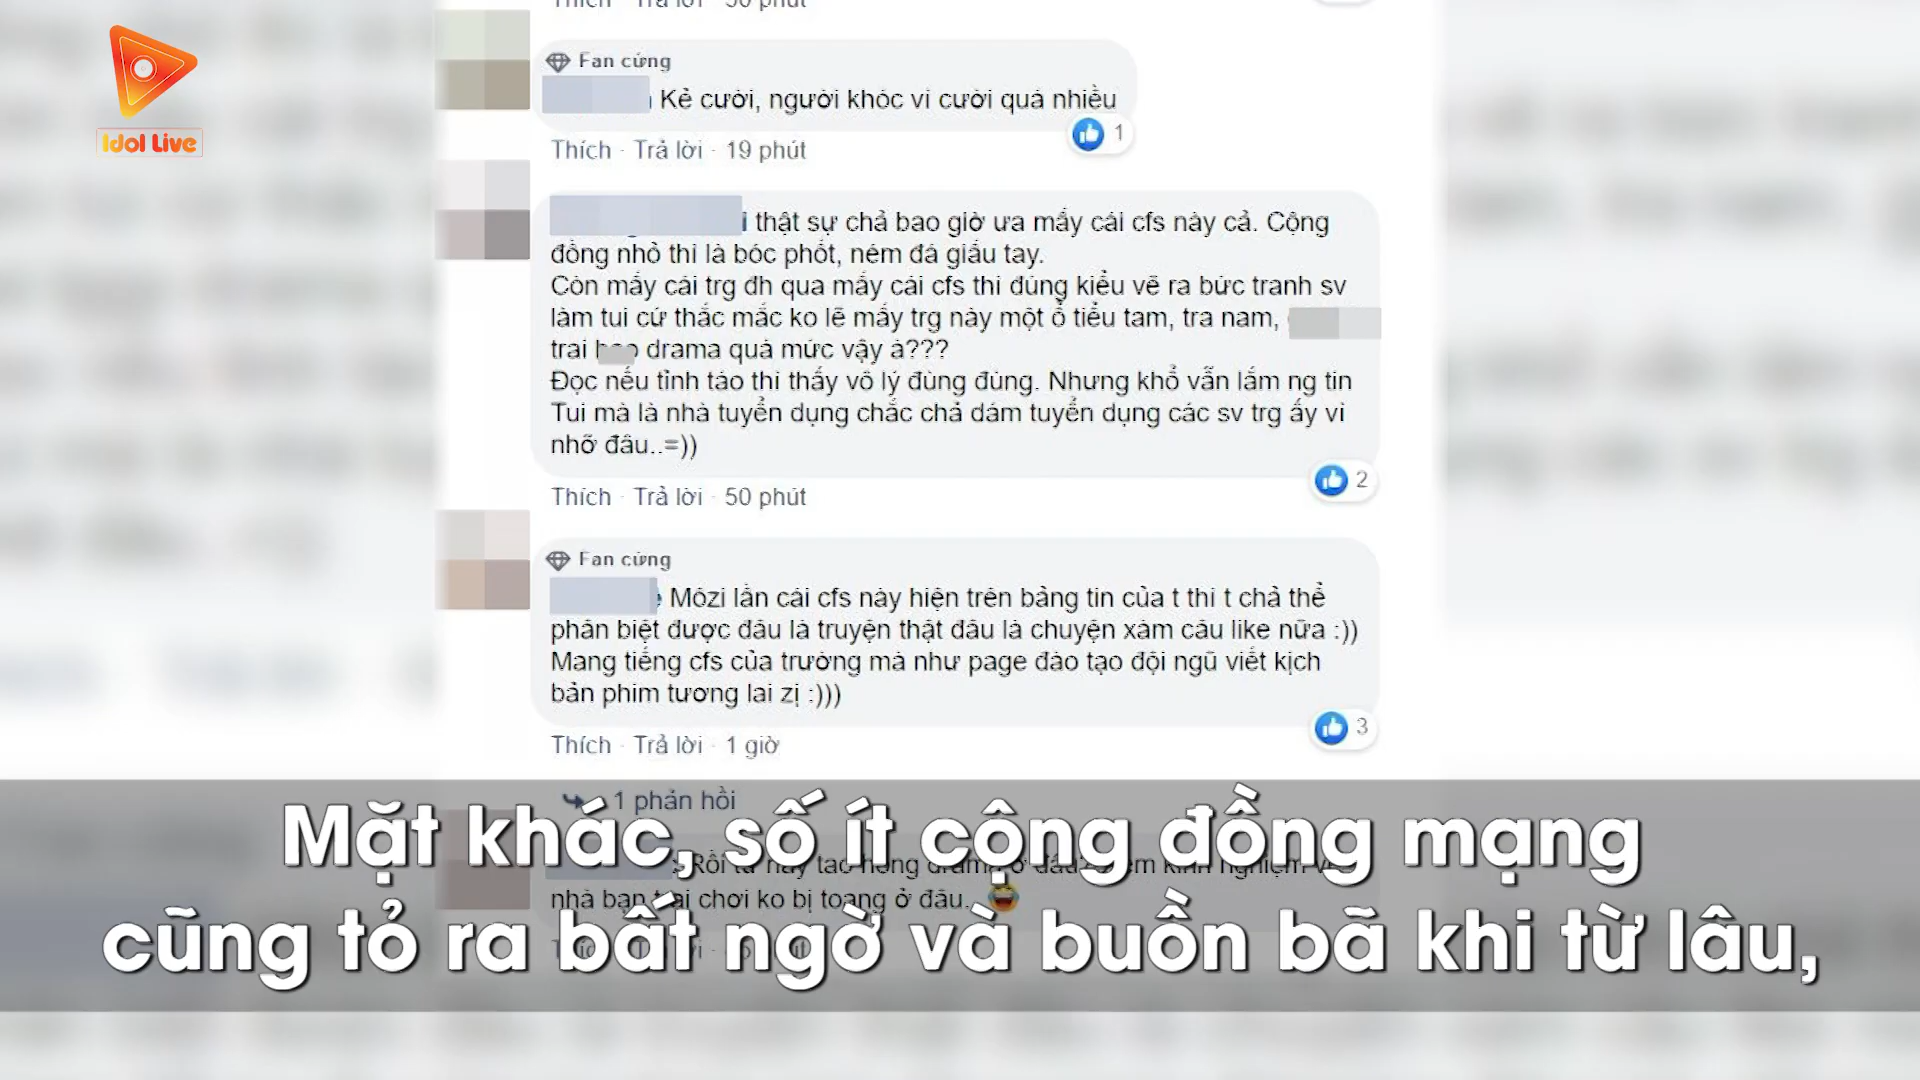 Thích · Trả lời · 50 phút
Idol Live
Fan cứng
Kẻ cười, người khóc vì cười quá nhiều
1
Thích · Trả lời · 19 phút
thật sự chả bao giờ ưa mấy cái cfs này cả. Cộng
đồng nhỏ thì là bóc phốt, ném đá giấu tay.
Còn mấy cái trg đh qua mấy cái cfs thì đúng kiểu vẽ ra bức tranh sv
làm tui cứ thắc mắc ko lẽ mấy trg này một ổ tiểu tam, tra nam,
trai drama quá mức vậy á???
Đọc nếu tỉnh táo thì thấy vô lý đùng đùng. Nhưng khổ vẫn lắm ng tin
Tui mà là nhà tuyển dụng chắc chả dám tuyển dụng các sv trg ấy vì
nhỡ đâu..=))
2
Thích · Trả lời · 50 phút
Fan cứng
Môzi lần cái cfs này hiện trên bảng tin của t thì t chả thể
phân biệt được đâu là truyện thật đâu là chuyện xàm câu like nữa :))
Mang tiếng cfs của trường mà như page đào tạo đội ngũ viết kịch
bản phim tương lai zị :)))
3
Thích · Trả lời · 1 giờ
1 phản hồi
Mặt khác, số ít cộng đồng mạng
nhà bạn trai chơi ko bị toang ở đâu..
cũng tỏ ra bất ngờ và buồn bã khi từ lâu,